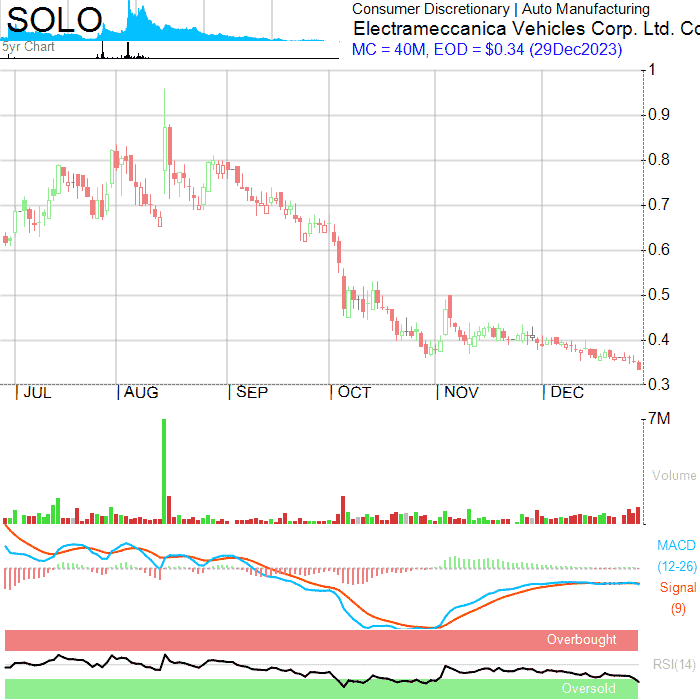 SOLO
5yr Chart
Consumer Discretionary | Auto Manufacturing
Electrameccanica Vehicles Corp. Ltd. Co
MC = 40M, EOD = $0.34 (29Dec2023)
1
0.9
0.8
0.7
0.6
0.5
0.4
0.3
JUL AUG SEP OCT NOV DEC
7M
Volume
MACD
(12-26)
Signal
(9)
Overbought
RSI(14)
Oversold